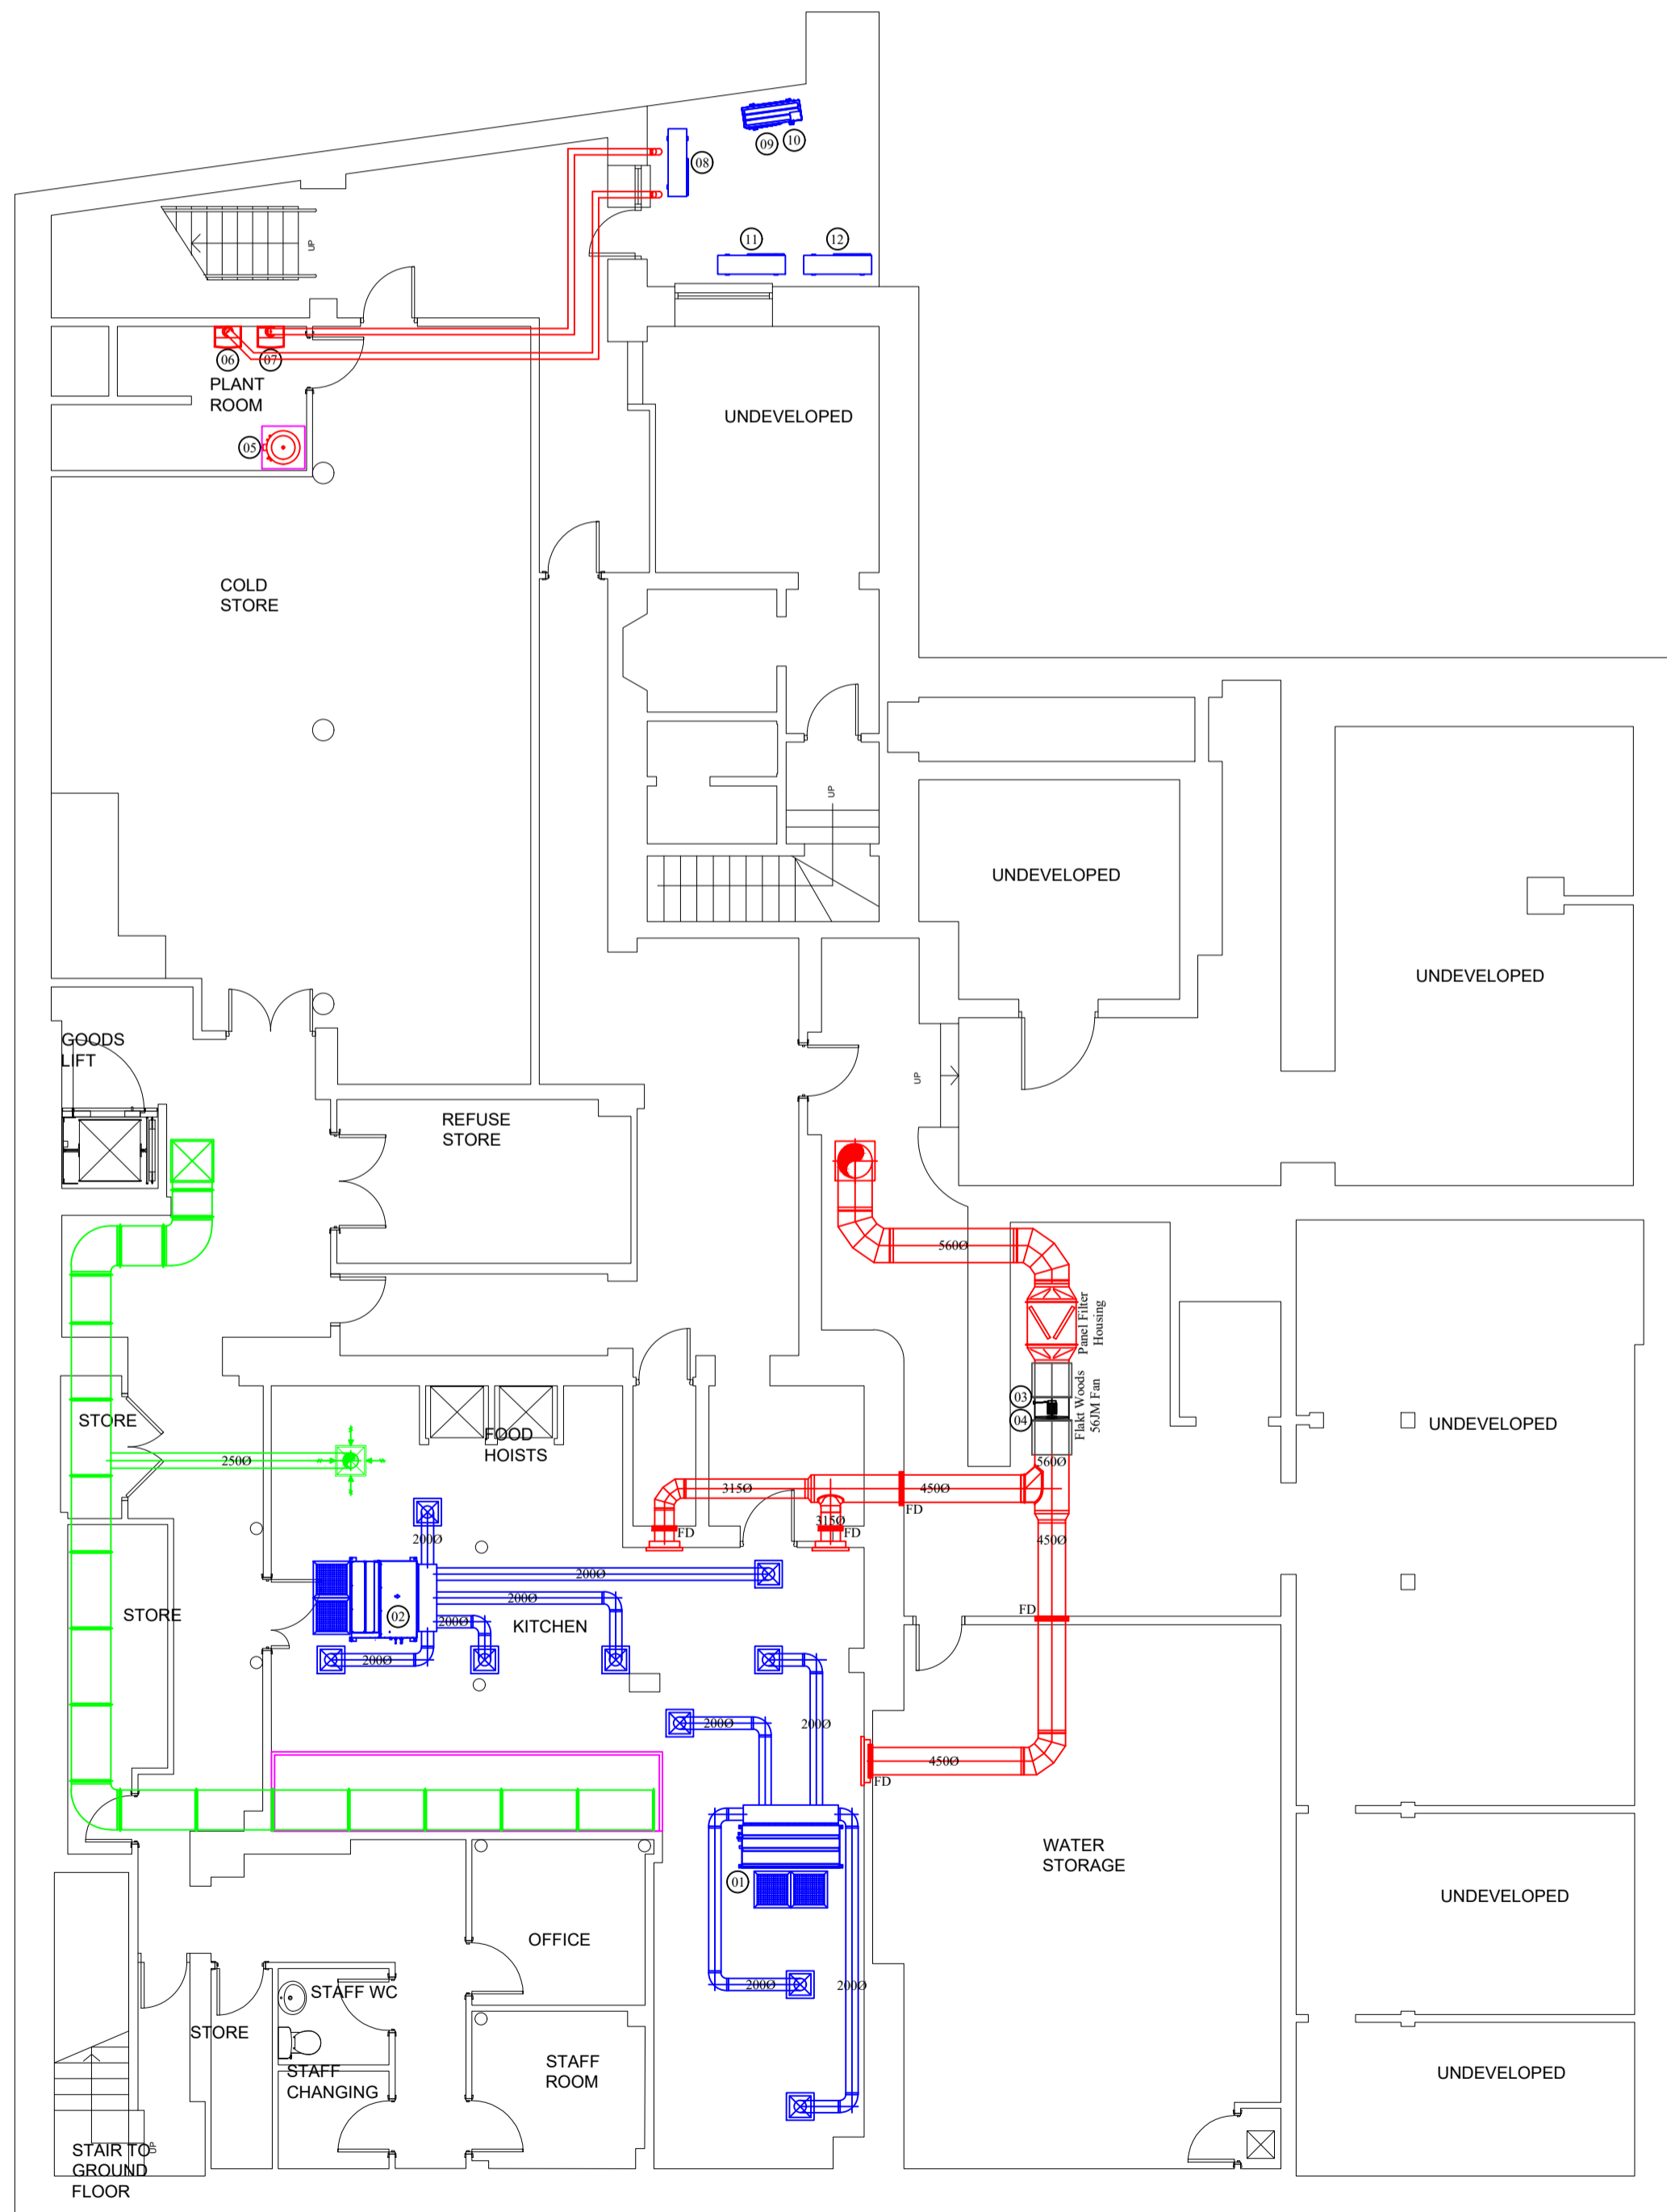 10
09
08
11
12
UP
06
07
PLANT
ROOM
UNDEVELOPED
05
COLD
STORE
UP
UNDEVELOPED
UNDEVELOPED
GOODS
LIFT
UP
REFUSE
STORE
560Ø
Panel Filter
Housing
03
04
Flakt Woods
56JM Fan
STORE
UNDEVELOPED
FOOD
HOISTS
250Ø
560Ø
315Ø
450Ø
FD
315Ø
FD
FD
200Ø
450Ø
200Ø
200Ø
02
200Ø
KITCHEN
STORE
FD
200Ø
200Ø
200Ø
450Ø
FD
WATER
STORAGE
01
UNDEVELOPED
OFFICE
STAFF WC
200Ø
200Ø
STORE
STAFF
CHANGING
STAFF
ROOM
UNDEVELOPED
STAIR TO
GROUND
FLOOR
UP